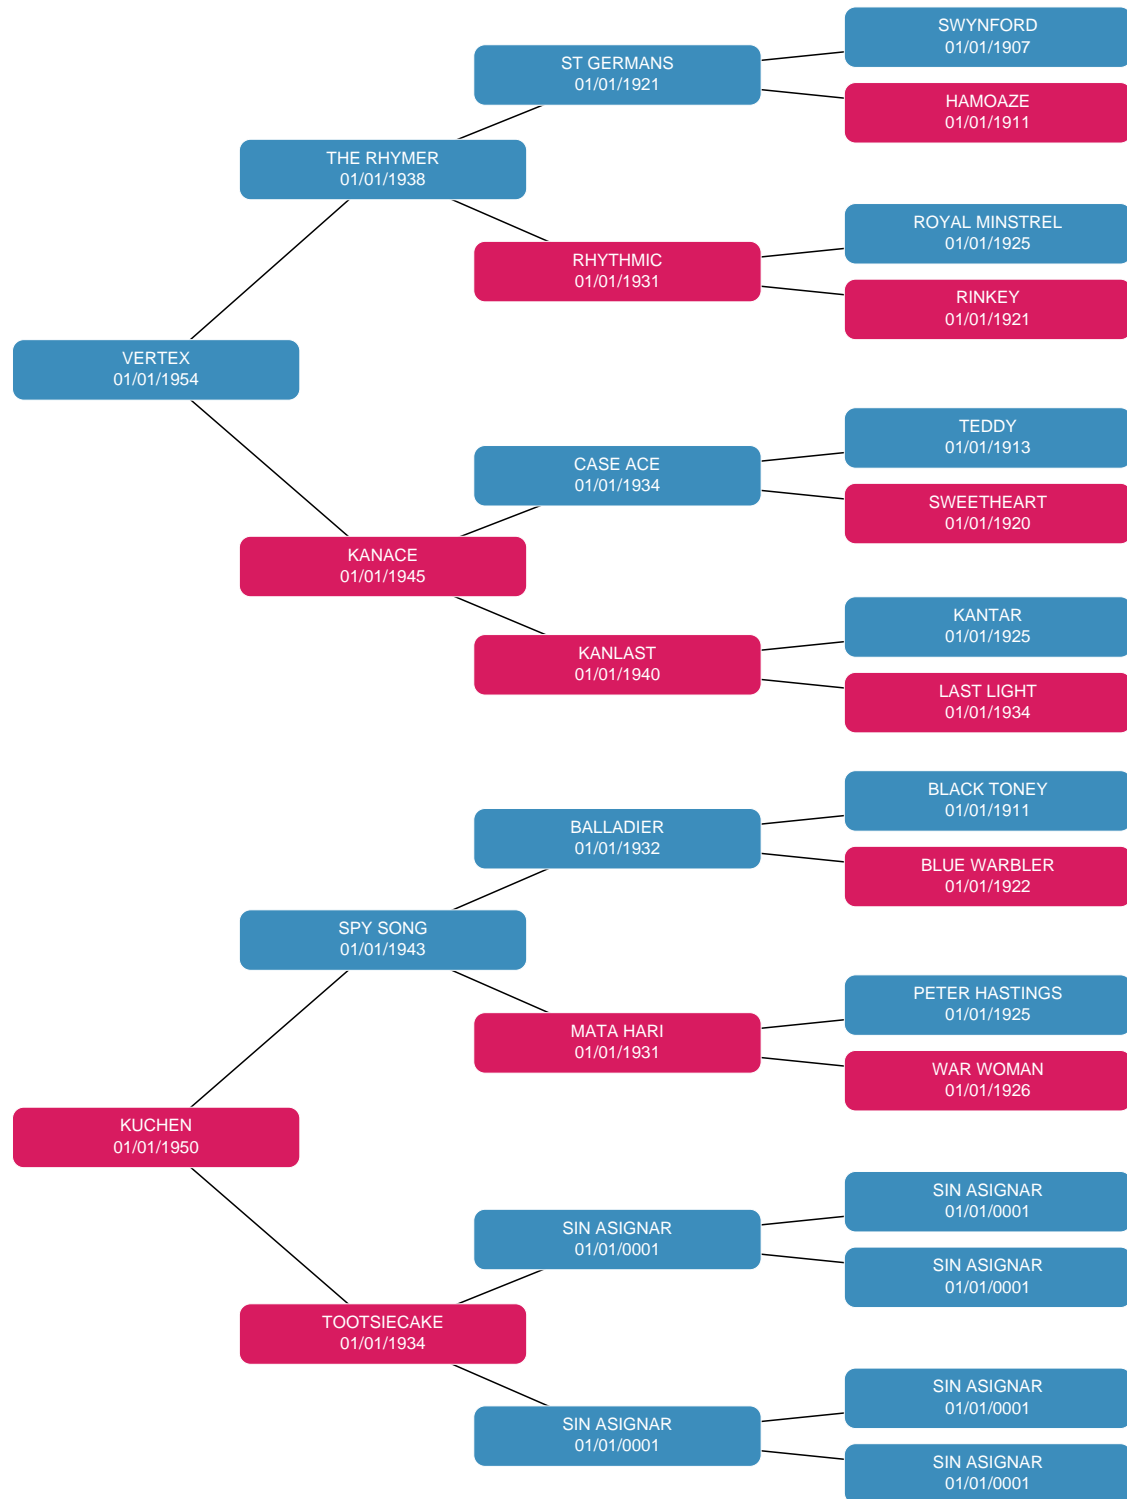 SWYNFORD
01/01/1907
ST GERMANS
01/01/1921
HAMOAZE
01/01/1911
THE RHYMER
01/01/1938
ROYAL MINSTREL
01/01/1925
RHYTHMIC
01/01/1931
RINKEY
01/01/1921
VERTEX
01/01/1954
TEDDY
01/01/1913
CASE ACE
01/01/1934
SWEETHEART
01/01/1920
KANACE
01/01/1945
KANTAR
01/01/1925
KANLAST
01/01/1940
LAST LIGHT
01/01/1934
BLACK TONEY
01/01/1911
BALLADIER
01/01/1932
BLUE WARBLER
01/01/1922
SPY SONG
01/01/1943
PETER HASTINGS
01/01/1925
MATA HARI
01/01/1931
WAR WOMAN
01/01/1926
KUCHEN
01/01/1950
SIN ASIGNAR
01/01/0001
SIN ASIGNAR
01/01/0001
SIN ASIGNAR
01/01/0001
TOOTSIECAKE
01/01/1934
SIN ASIGNAR
01/01/0001
SIN ASIGNAR
01/01/0001
SIN ASIGNAR
01/01/0001